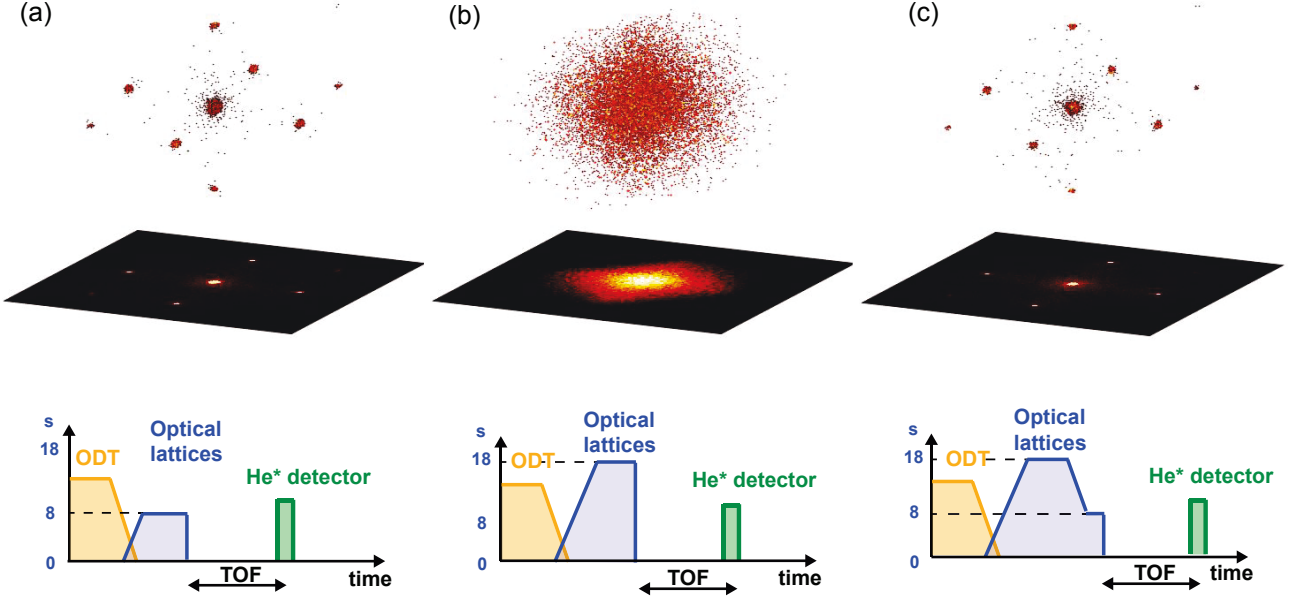 (a)
(b)
(c)
s
18
8
0
ODT
Optical
lattices
He* detector
TOF
time
s
18
8
0
ODT
Optical
lattices
He* detector
TOF
time
s
18
8
0
ODT
Optical
lattices
He* detector
TOF
time